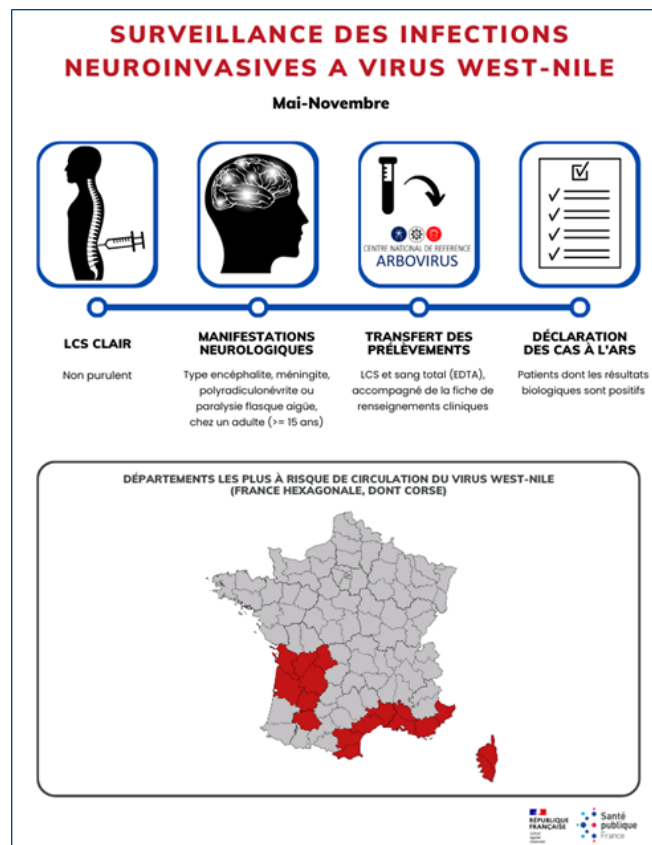 SURVEILLANCE DES INFECTIONS
NEUROINVASIVES A VIRUS WEST-NILE
Mai-Novembre
CENTRE NATIONAL DE REFERENCE
ARBOVIRUS
LCS CLAIR
Non purulent
MANIFESTATIONS
NEUROLOGIQUES
Type encéphalite, méningite,
polyradiculonévrite ou
paralysie flasque aigüe,
chez un adulte (>= 15 ans)
TRANSFERT DES
PRÉLÈVEMENTS
LCS et sang total (EDTA),
accompagné de la fiche de
renseignements cliniques
DÉCLARATION
DES CAS À L'ARS
Patients dont les résultats
biologiques sont positifs
DÉPARTEMENTS LES PLUS À RISQUE DE CIRCULATION DU VIRUS WEST-NILE
(FRANCE HEXAGONALE, DONT CORSE)
RÉPUBLIQUE
FRANÇAISE
Santé
publique
France